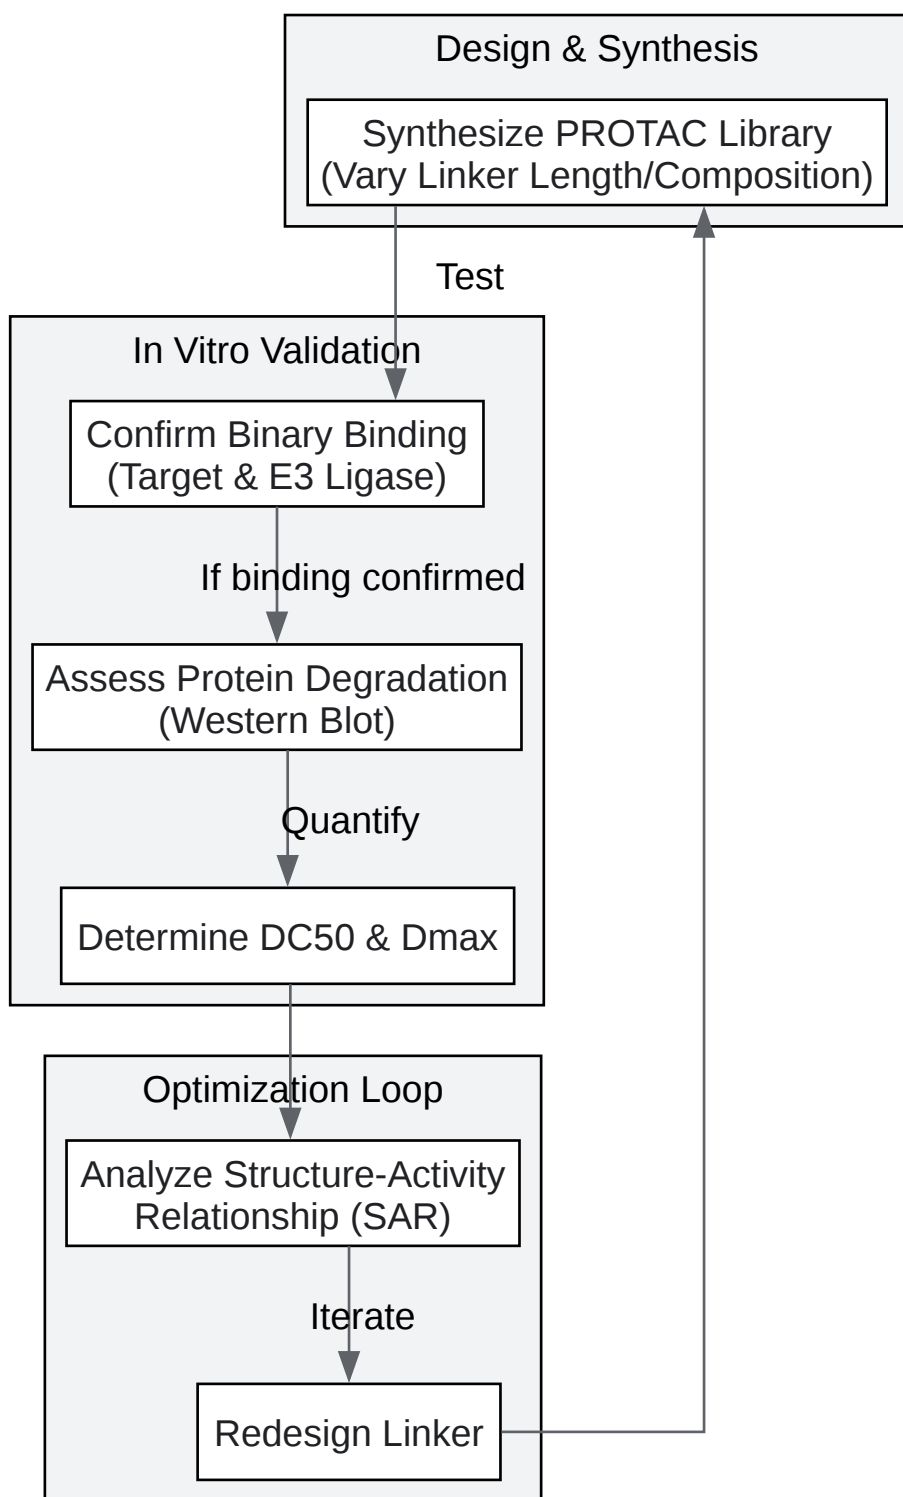 Design & Synthesis
Synthesize PROTAC Library
(Vary Linker Length/Composition)
Test
In Vitro Validation
Confirm Binary Binding
(Target & E3 Ligase)
If binding confirmed
Assess Protein Degradation
(Western Blot)
Quantify
Determine DC50 & Dmax
Optimization Loop
Analyze Structure-Activity
Relationship (SAR)
Iterate
Redesign Linker